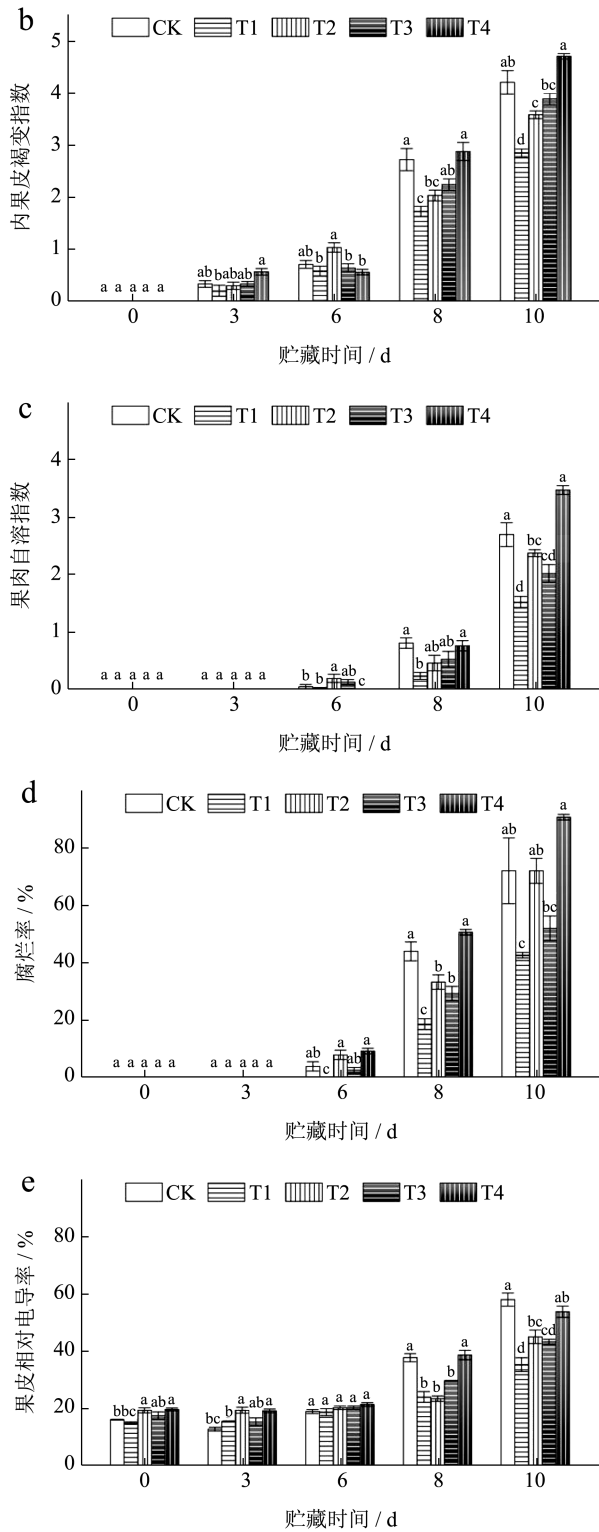 b
CK T1 T2 T3 T4
内果皮褐变指数
5
4
3
2
1
0
a a a a a
ab b ab ab a
ab b a b b
a c bc ab a
ab d c bc a
0 3 6 8 10
贮藏时间 / d
c
CK T1 T2 T3 T4
果肉自溶指数
4
3
2
1
0
a a a a a
a a a a a
b b a ab c
a b ab ab a
a d bc cd a
0 3 6 8 10
贮藏时间 / d
d
CK T1 T2 T3 T4
腐烂率 / %
80
60
40
20
0
a a a a a
a a a a a
ab c a ab a
a c b b a
ab c ab bc a
0 3 6 8 10
贮藏时间 / d
e
CK T1 T2 T3 T4
果皮相对电导率 / %
80
60
40
20
0
bbc a ab a
bc b a ab a
a a a a a
a b b b a
a d bc cd ab
0 3 6 8 10
贮藏时间 / d